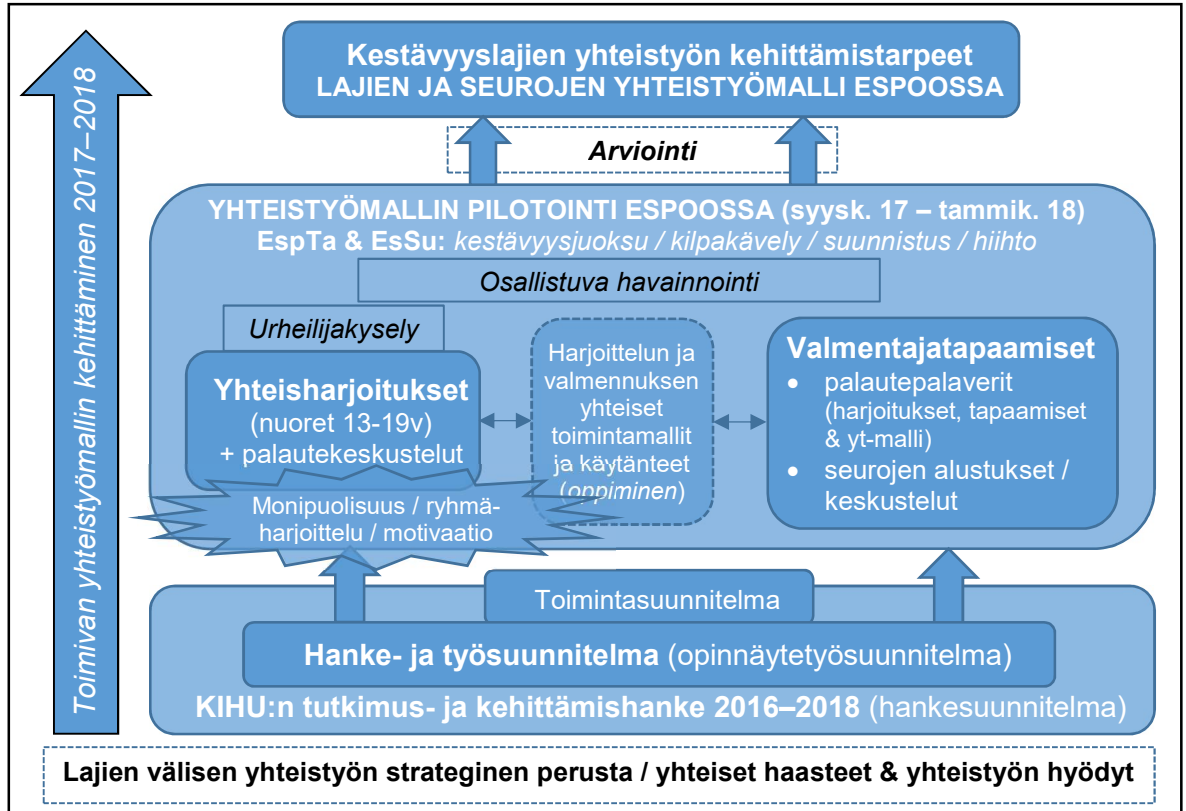 Toimivan yhteistyömallin kehittäminen 2017–2018
Kestävyyslajien yhteistyön kehittämistarpeet
LAJIEN JA SEUROJEN YHTEISTYÖMALLI ESPOOSSA
Arviointi
YHTEISTYÖMALLIN PILOTOINTI ESPOOSSA (syysk. 17 – tammik. 18)
EspTa & EsSu: kestävyysjuoksu / kilpakävely / suunnistus / hiihto
Osallistuva havainnointi
Urheilijakysely
Yhteisharjoitukset
(nuoret 13-19v)
+ palautekeskustelut
Monipuolisuus / ryhmä-
harjoittelu / motivaatio
Harjoittelun ja
valmennuksen
yhteiset
toimintamallit
ja käytänteet
(oppiminen)
Valmentajatapaamiset
• palautepalaverit
(harjoitukset, tapaamiset
& yt-malli)
• seurojen alustukset /
keskustelut
Toimintasuunnitelma
Hanke- ja työsuunnitelma (opinnäytetyösuunnitelma)
KIHU:n tutkimus- ja kehittämishanke 2016–2018 (hankesuunnitelma)
Lajien välisen yhteistyön strateginen perusta / yhteiset haasteet & yhteistyön hyödyt